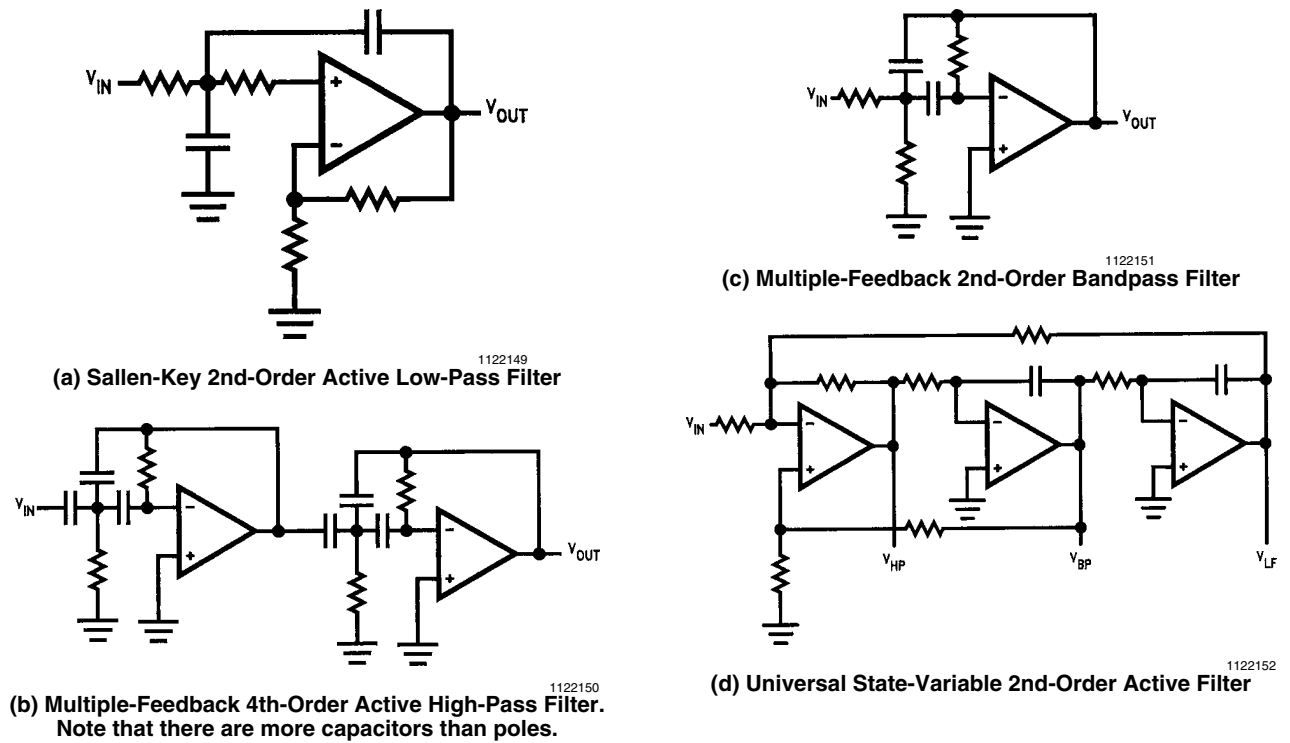 VIN
+
−
VOUT
1122149
(a) Sallen-Key 2nd-Order Active Low-Pass Filter
VIN
−
+
−
+
VOUT
1122150
(b) Multiple-Feedback 4th-Order Active High-Pass Filter.
Note that there are more capacitors than poles.
VIN
−
+
VOUT
1122151
(c) Multiple-Feedback 2nd-Order Bandpass Filter
VIN
−
+
−
+
−
+
VHP
VBP
VLF
1122152
(d) Universal State-Variable 2nd-Order Active Filter